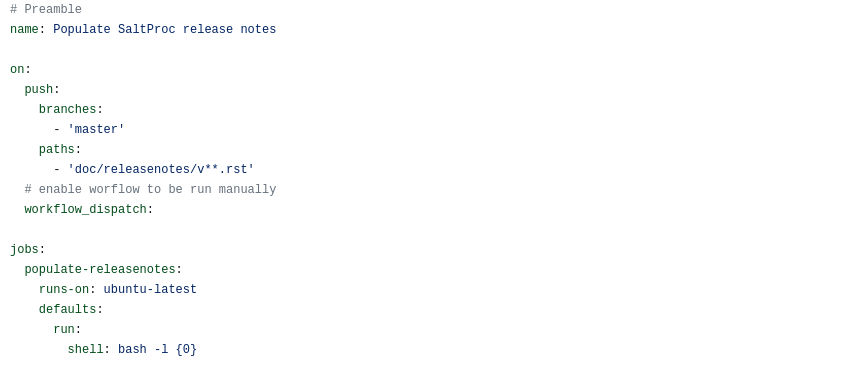 # Preamble
name: Populate SaltProc release notes

on:
  push:
    branches:
      - 'master'
    paths:
      - 'doc/releasenotes/v**.rst'
  # enable worflow to be run manually
  workflow_dispatch:

jobs:
  populate-releasenotes:
    runs-on: ubuntu-latest
    defaults:
      run:
        shell: bash -l {0}